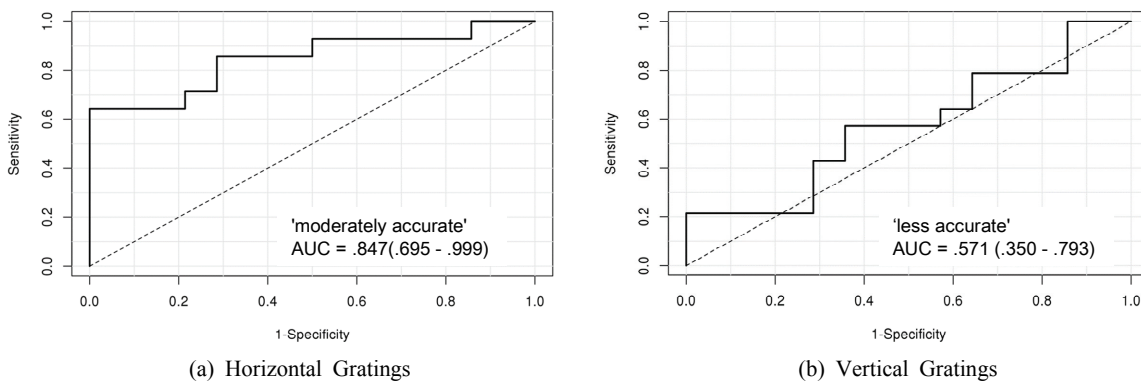 1.0
0.8
0.6
0.4
0.2
0.0
Sensitivity
'moderately accurate'
AUC = .847(.695 - .999)
0.0 0.2 0.4 0.6 0.8 1.0
1-Specificity
(a) Horizontal Gratings
1.0
0.8
0.6
0.4
0.2
0.0
Sensitivity
‘less accurate'
AUC = .571 (.350 - .793)
0.0 0.2 0.4 0.6 0.8 1.0
1-Specificity
(b) Vertical Gratings